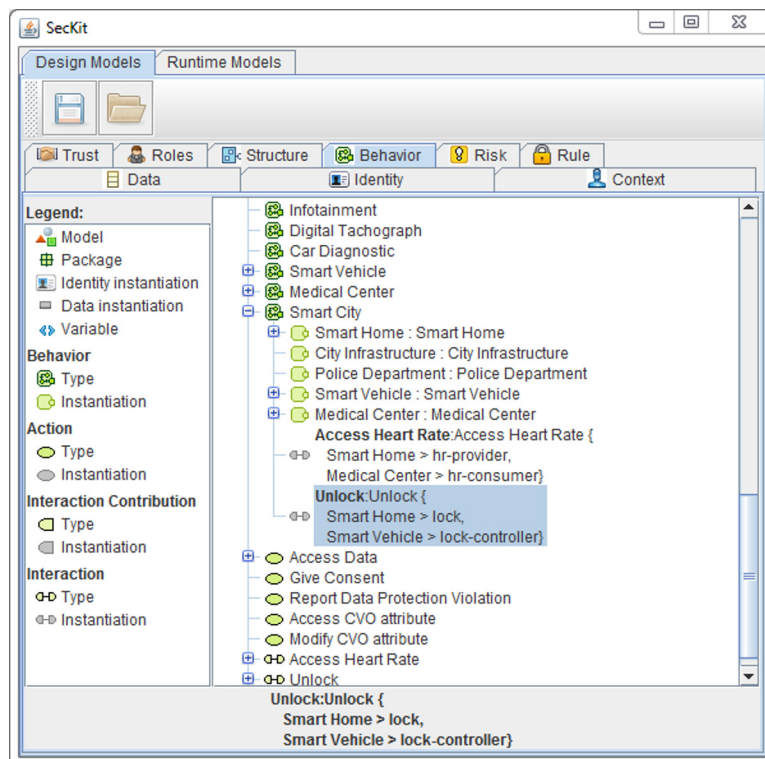 SecKit
Design Models Runtime Models
Trust Roles Structure Behavior Risk Rule
Data Identity Context
Legend:
Model
Package
Identity instantiation
Data instantiation
Variable
Behavior
Type
Instantiation
Action
Type
Instantiation
Interaction Contribution
Type
Instantiation
Interaction
Type
Instantiation
Infotainment
Digital Tachograph
Car Diagnostic
Smart Vehicle
Medical Center
Smart City
Smart Home : Smart Home
City Infrastructure : City Infrastructure
Police Department : Police Department
Smart Vehicle : Smart Vehicle
Medical Center : Medical Center
Access Heart Rate:Access Heart Rate {
Smart Home > hr-provider,
Medical Center > hr-consumer}
Unlock:Unlock {
Smart Home > lock,
Smart Vehicle > lock-controller}
Access Data
Give Consent
Report Data Protection Violation
Access CVO attribute
Modify CVO attribute
Access Heart Rate
Unlock
Unlock:Unlock {
Smart Home > lock,
Smart Vehicle > lock-controller}